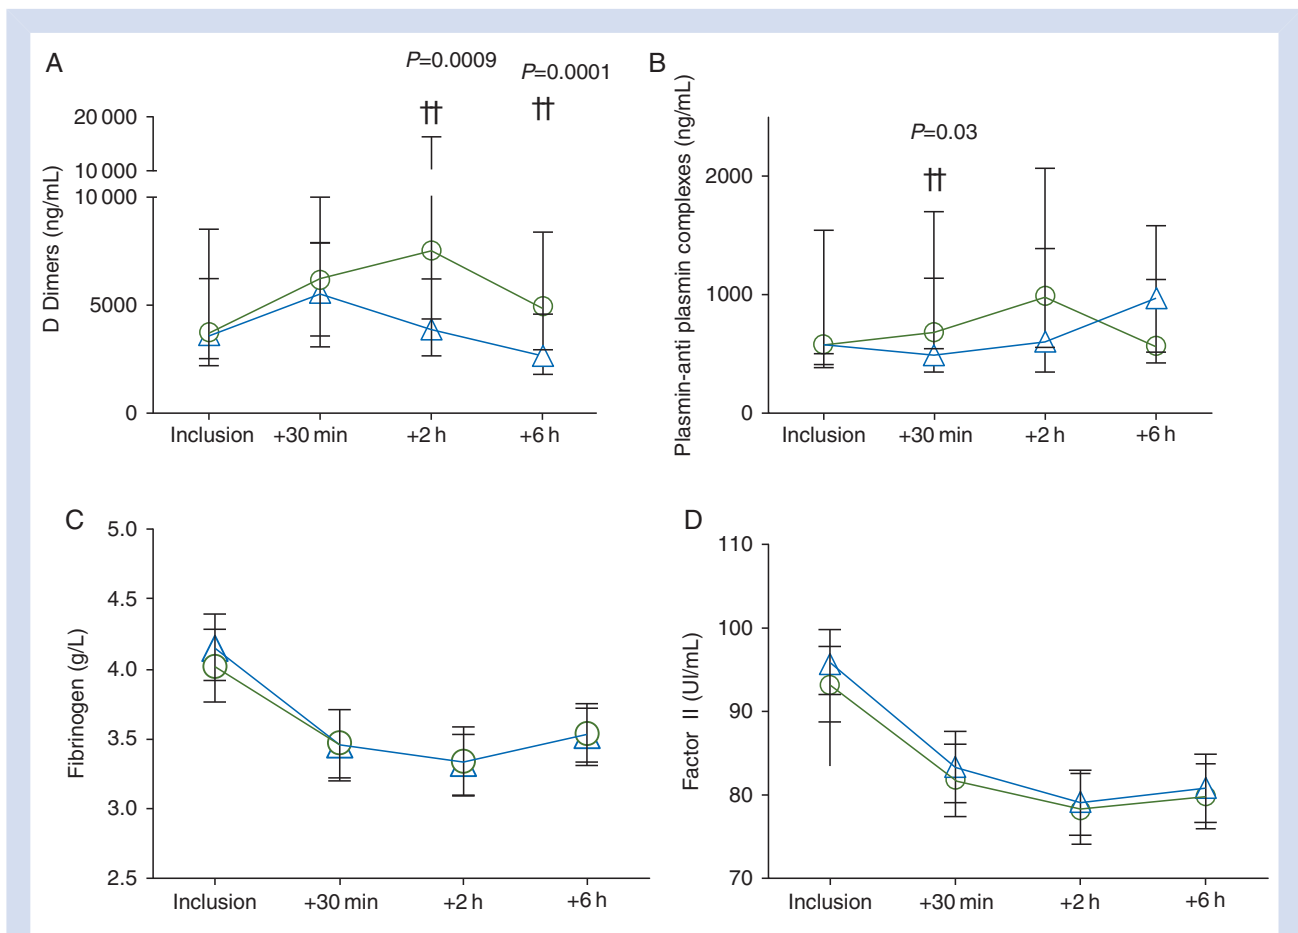 A
P=0.0009
P=0.0001
††
††
D Dimers (ng/mL)
20 000
10 000
10 000
5000
0
Inclusion
+30 min
+2 h
+6 h
B
P=0.03
††
Plasmin-anti plasmin complexes (ng/mL)
2000
1000
0
Inclusion
+30 min
+2 h
+6 h
C
Fibrinogen (g/L)
5.0
4.5
4.0
3.5
3.0
2.5
Inclusion
+30 min
+2 h
+6 h
D
Factor II (UI/mL)
110
100
90
80
70
Inclusion
+30 min
+2 h
+6 h